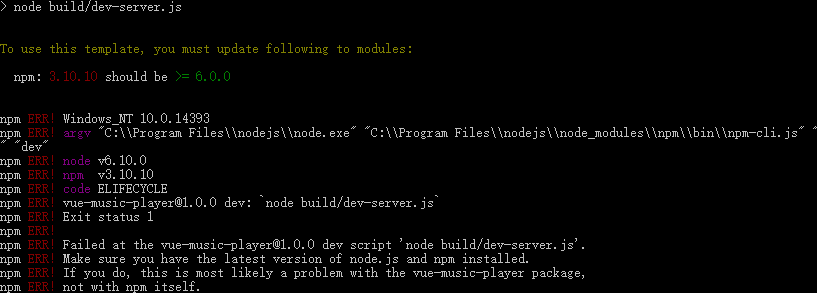 > node build/dev-server.js
To use this template, you must update following to modules:
npm: 3.10.10 should be >= 6.0.0
npm ERR! Windows_NT 10.0.14393
npm ERR! argv "C:\\Program Files\\nodejs\\node.exe" "C:\\Program Files\\nodejs\\node_modules\\npm\\bin\\npm-cli.js" "
" "dev"
npm ERR! node v6.10.0
npm ERR! npm  v3.10.10
npm ERR! code ELIFECYCLE
npm ERR! vue-music-player@1.0.0 dev: `node build/dev-server.js`
npm ERR! Exit status 1
npm ERR!
npm ERR! Failed at the vue-music-player@1.0.0 dev script 'node build/dev-server.js'.
npm ERR! Make sure you have the latest version of node.js and npm installed.
npm ERR! If you do, this is most likely a problem with the vue-music-player package,
npm ERR! not with npm itself.